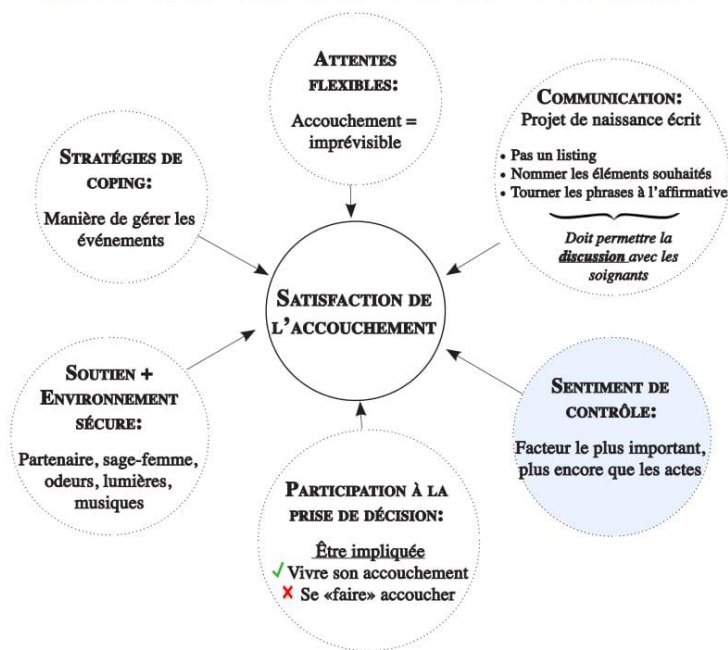 ATTENTES
FLEXIBLES:
Accouchement =
imprévisible
COMMUNICATION:
Projet de naissance écrit
• Pas un listing
• Nommer les éléments souhaités
• Tourner les phrases à l'affirmative
Doit permettre la
discussion avec les
soignants
STRATÉGIES DE
COPING:
Manière de gérer les
événements
SATISFACTION DE
L'ACCOUCHEMENT
SOUTIEN +
ENVIRONNEMENT
SÉCURE:
Partenaire, sage-femme,
odeurs, lumières,
musiques
PARTICIPATION À LA
PRISE DE DÉCISION:
Être impliquée
✓ Vivre son accouchement
✗ Se «faire» accoucher
SENTIMENT DE
CONTRÔLE:
Facteur le plus important,
plus encore que les actes